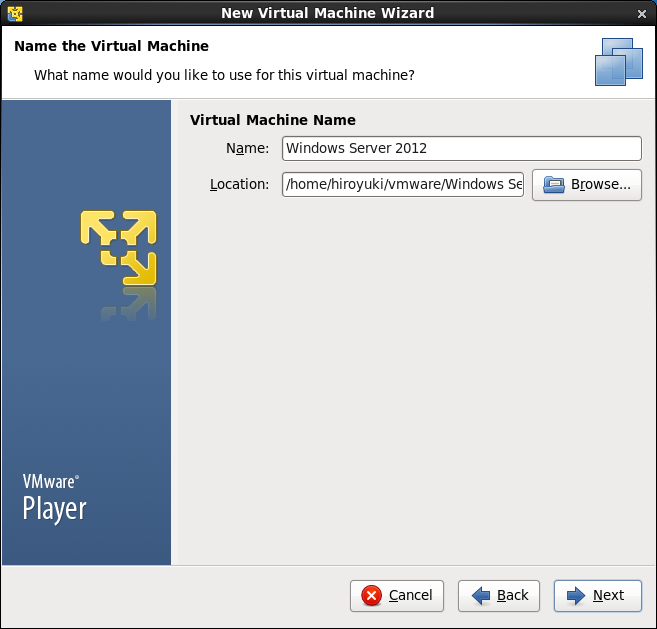 New Virtual Machine Wizard
Name the Virtual Machine
What name would you like to use for this virtual machine?
Virtual Machine Name
Name: Windows Server 2012
Location: /home/hiroyuki/vmware/Windows Se Browse...
VMware®
Player
Cancel Back Next